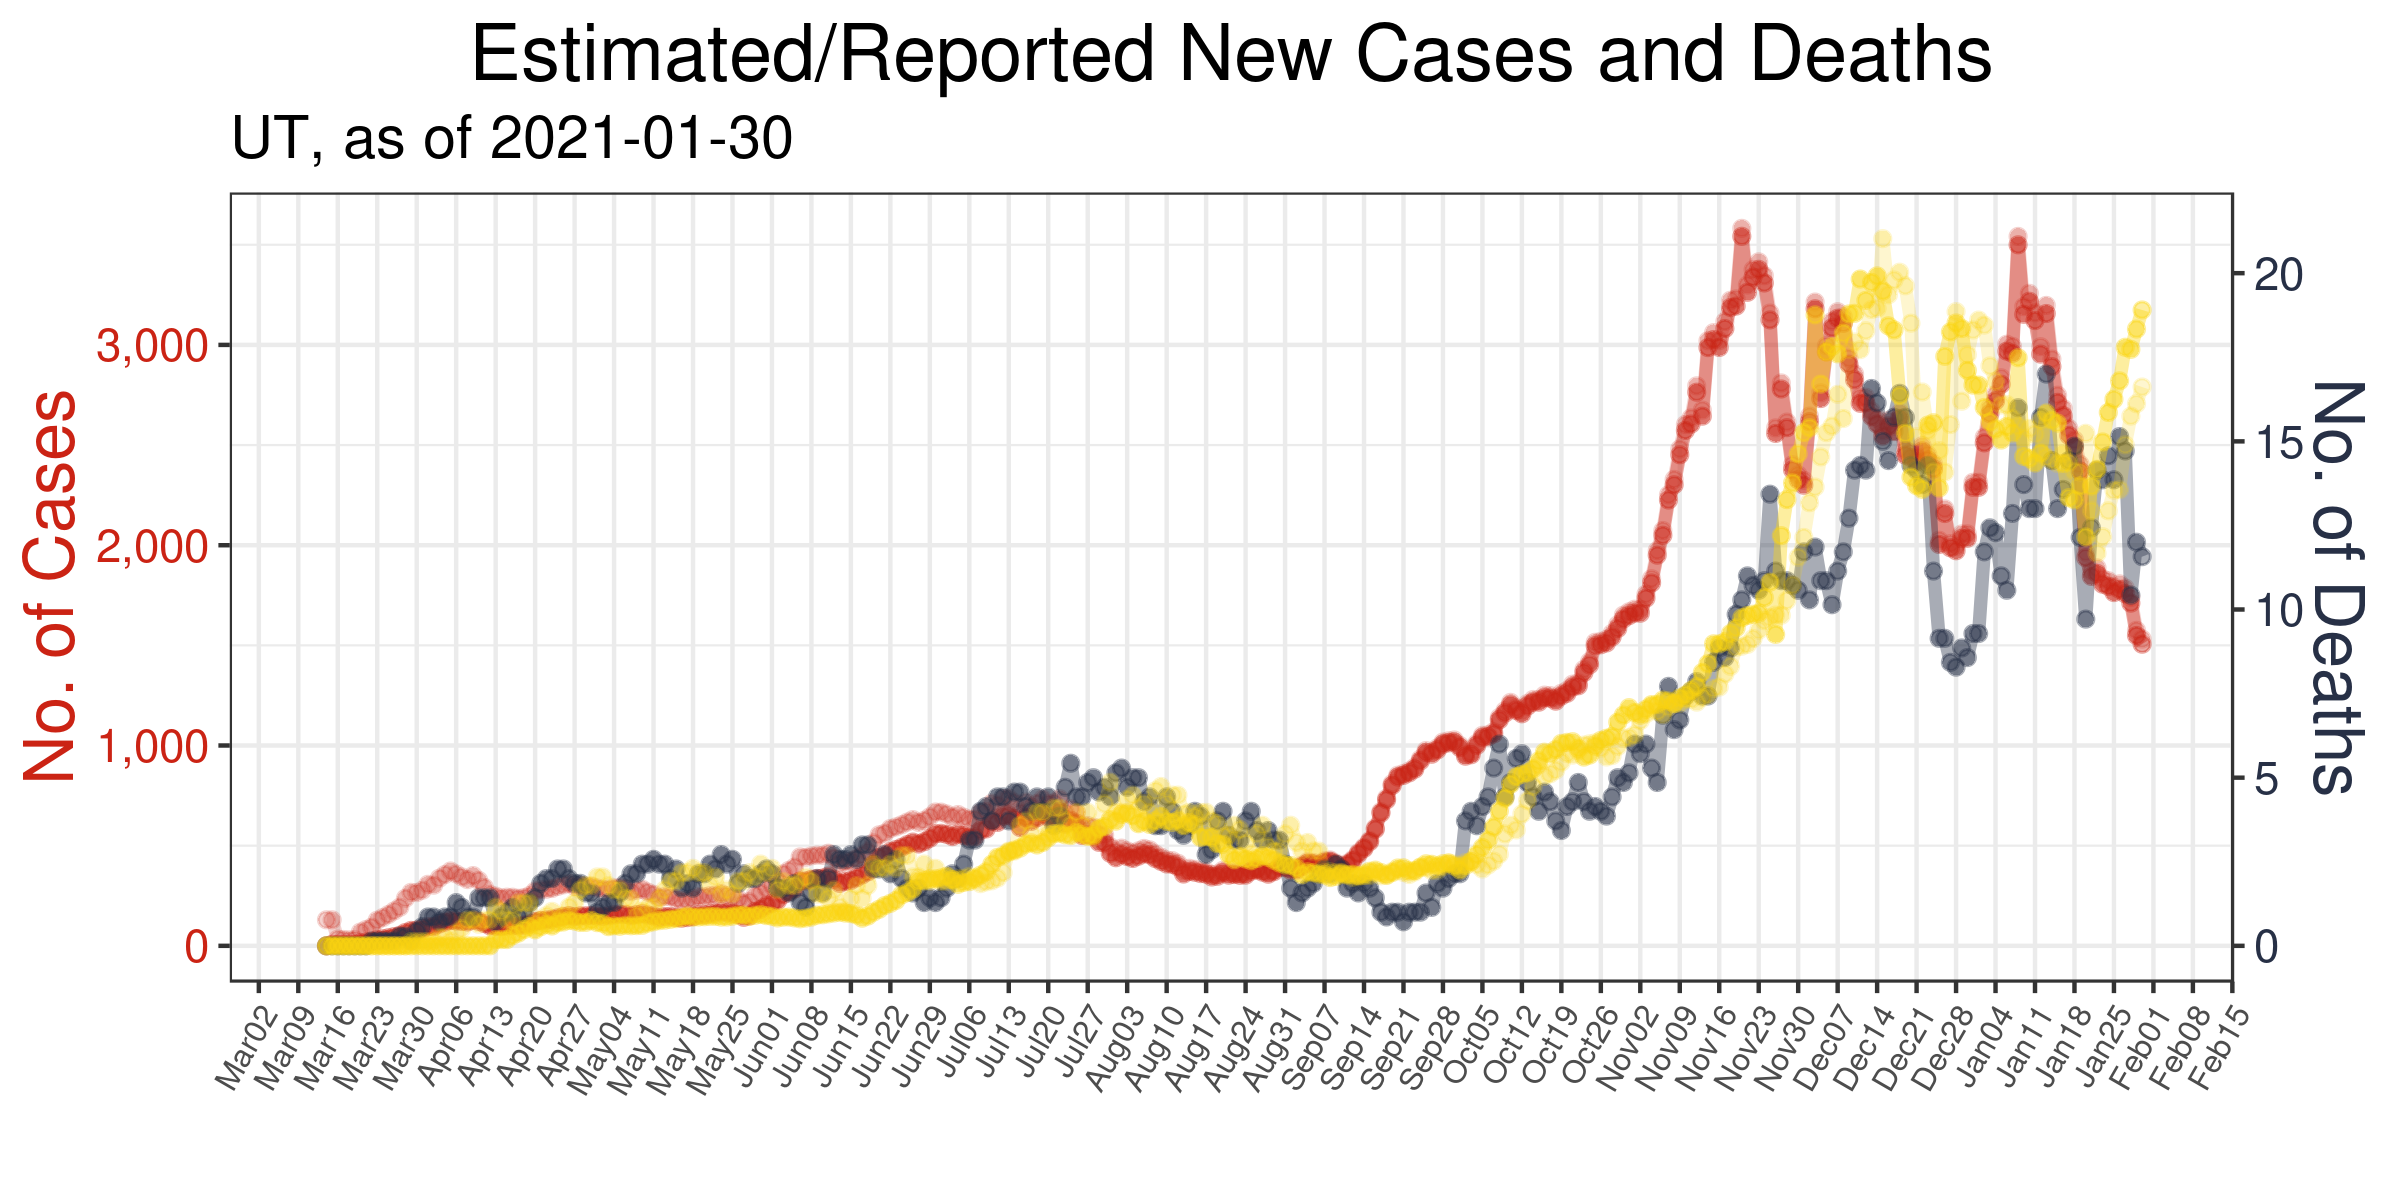 Estimated/Reported New Cases and Deaths
UT, as of 2021-01-30
No. of Cases
3,000
2,000
1,000
0
20
15
10
5
0
No. of Deaths
Mar02
Mar09
Mar16
Mar23
Mar30
Apr06
Apr13
Apr20
Apr27
May04
May11
May18
May25
Jun01
Jun08
Jun15
Jun22
Jun29
Jul06
Jul13
Jul20
Jul27
Aug03
Aug10
Aug17
Aug24
Aug31
Sep07
Sep14
Sep21
Sep28
Oct05
Oct12
Oct19
Oct26
Nov02
Nov09
Nov16
Nov23
Nov30
Dec07
Dec14
Dec21
Dec28
Jan04
Jan11
Jan18
Jan25
Feb01
Feb08
Feb15